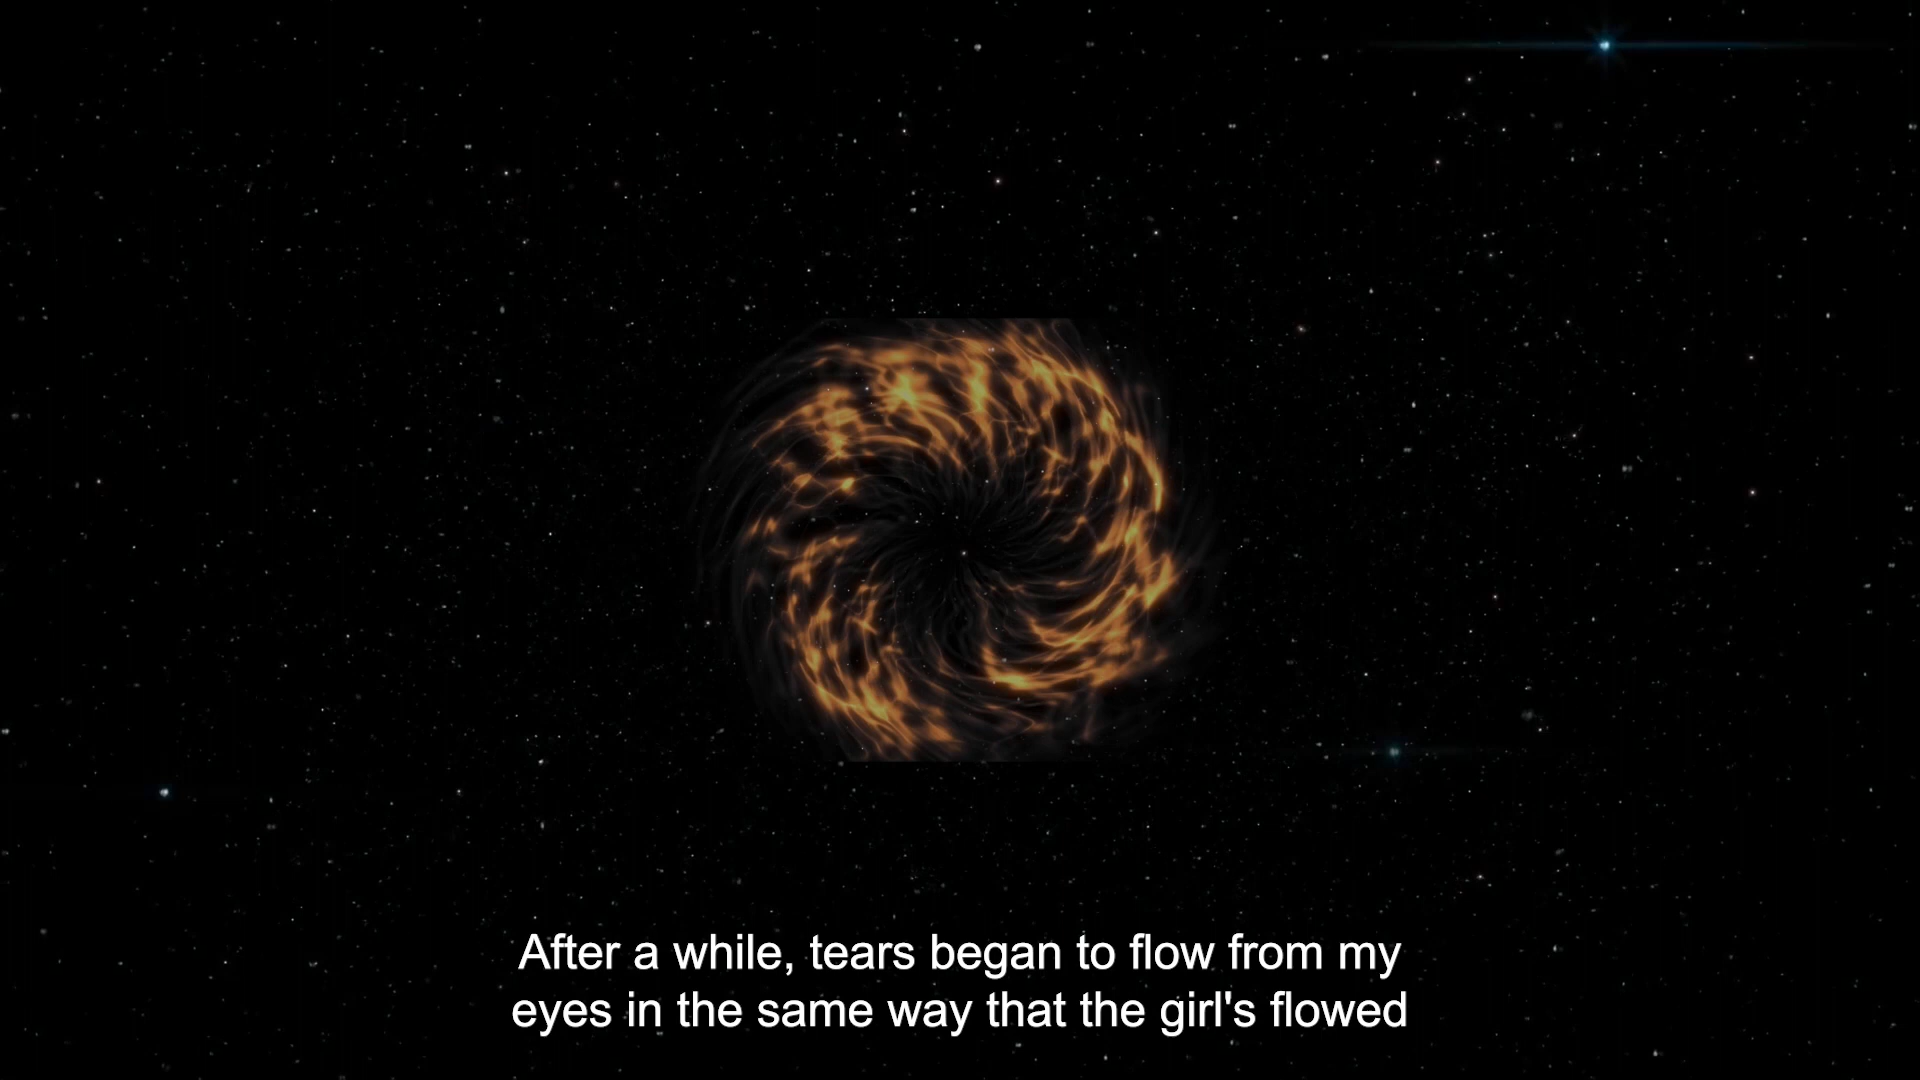 After a while, tears began to flow from my
eyes in the same way that the girl's flowed